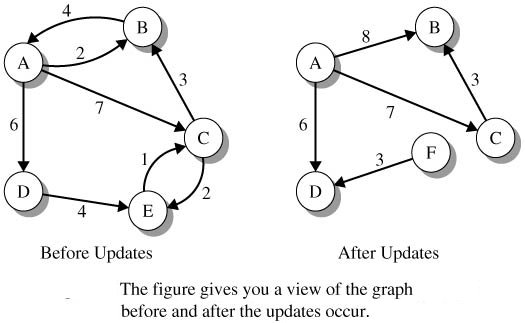 4
B
8
B
A
2
A
3
3
7
7
6
6
C
C
F
1
3
D
2
D
4
E
Before Updates
After Updates
The figure gives you a view of the graph
before and after the updates occur.